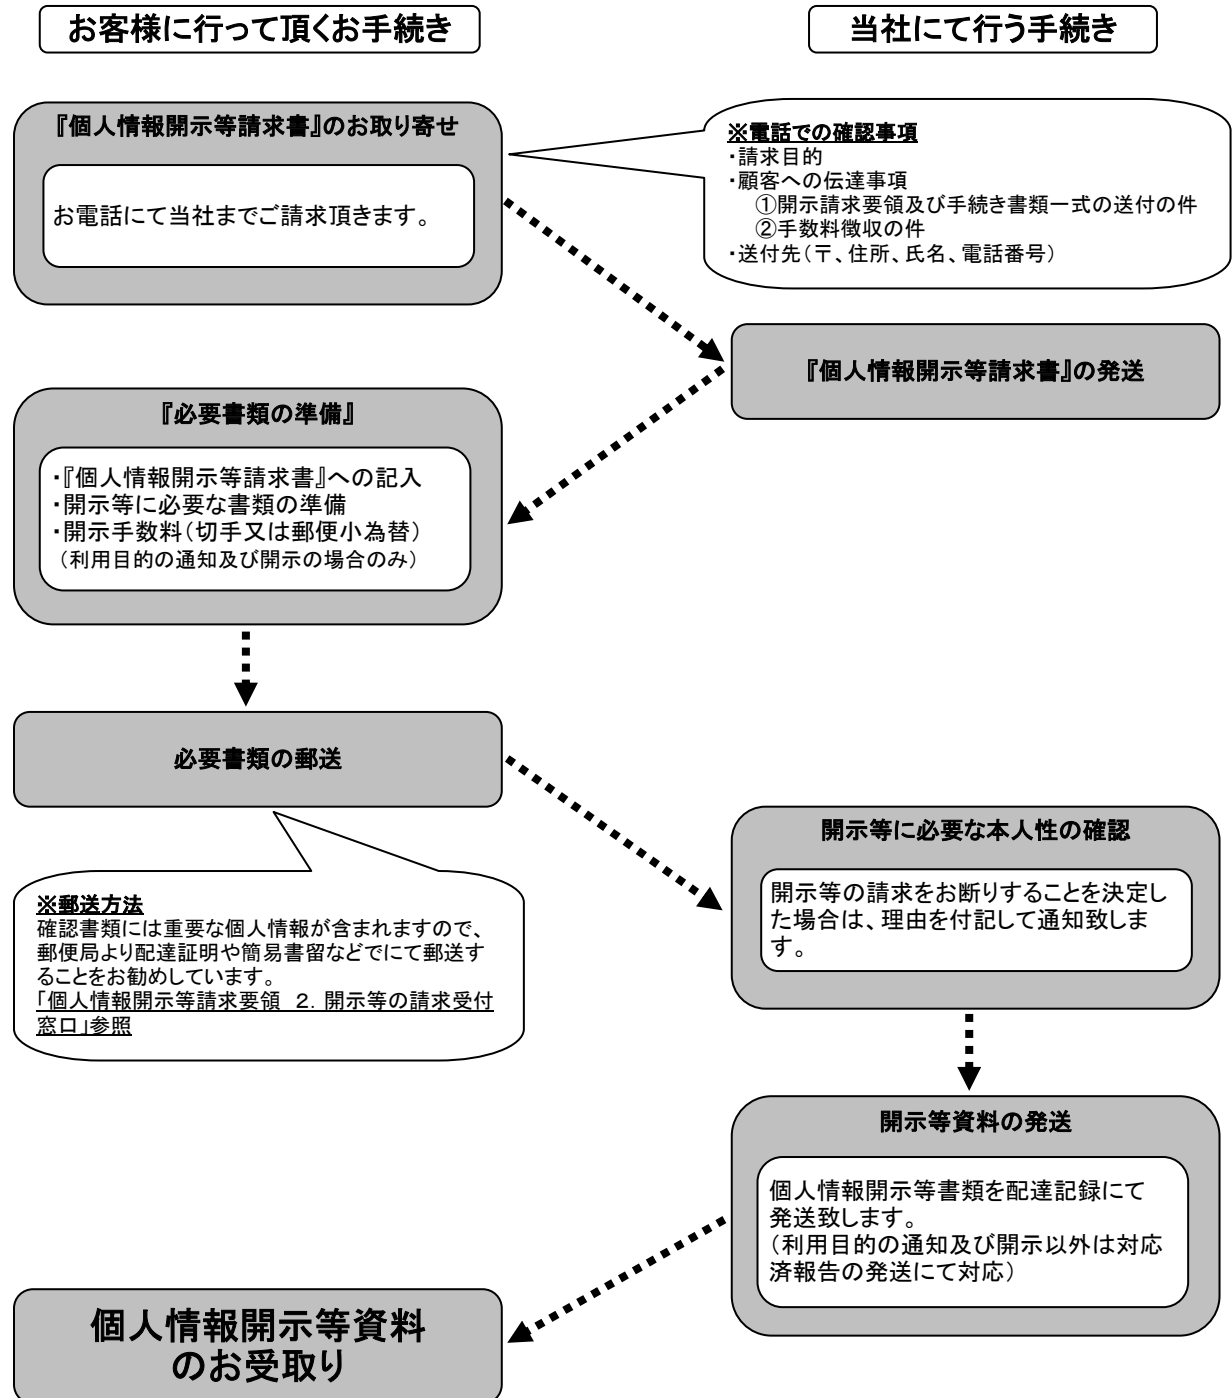 お客様に行って頂くお手続き
当社にて行う手続き
『個人情報開示等請求書』のお取り寄せ
お電話にて当社までご請求頂きます。
※電話での確認事項
・請求目的
・顧客への伝達事項
①開示請求要領及び手続き書類一式の送付の件
②手数料徴収の件
・送付先（〒、住所、氏名、電話番号）
『個人情報開示等請求書』の発送
『必要書類の準備』
・『個人情報開示等請求書』への記入
・開示等に必要な書類の準備
・開示手数料（切手又は郵便小為替）
（利用目的の通知及び開示の場合のみ）
必要書類の郵送
※郵送方法
確認書類には重要な個人情報が含まれますので、
郵便局より配達証明や簡易書留などでにて郵送す
ることをお勧めしています。
「個人情報開示等請求要領　２．開示等の請求受付
窓口」参照
開示等に必要な本人性の確認
開示等の請求をお断りすることを決定し
た場合は、理由を付記して通知致しま
す。
開示等資料の発送
個人情報開示等書類を配達記録にて
発送致します。
（利用目的の通知及び開示以外は対応
済報告の発送にて対応）
個人情報開示等資料
のお受取り